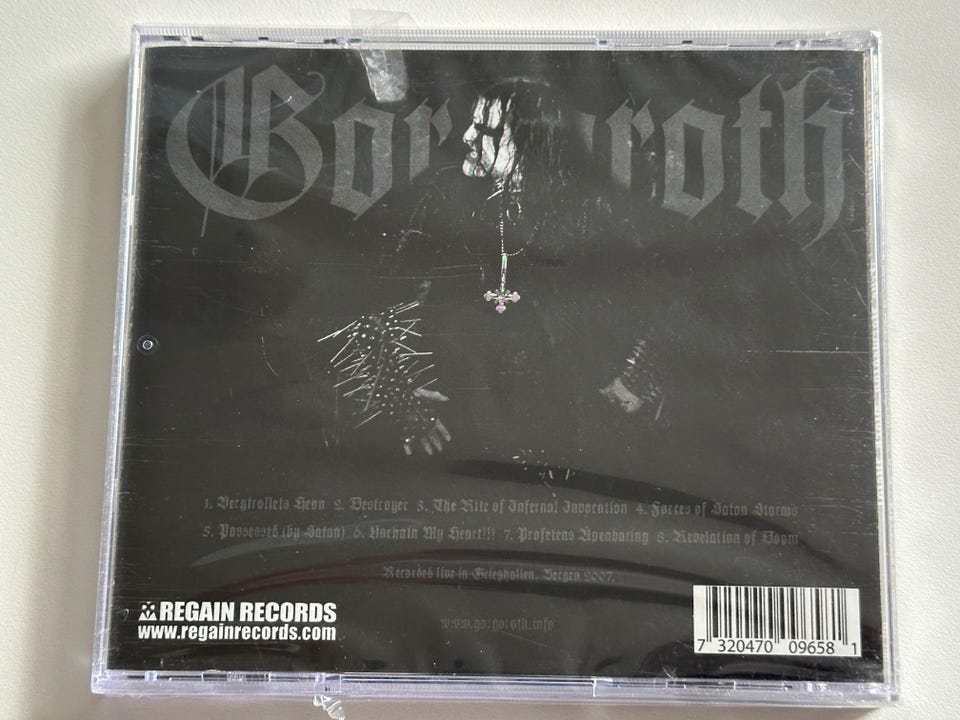 Gorgoroth
1. Bergtrollets Hevn 2. Destroyer 3. The Rite of Infernal Invocation 4. Forces of Satan Storms
5. Possessed (by Satan) 6. Unchain My Heart!!! 7. Profetens Åpenbaring 8. Revelation of Doom
Recorded live in Grieghallen, Bergen 2007.
REGAIN RECORDS
www.regainrecords.com
www.gorgoroth.info
7 320470 09658 1